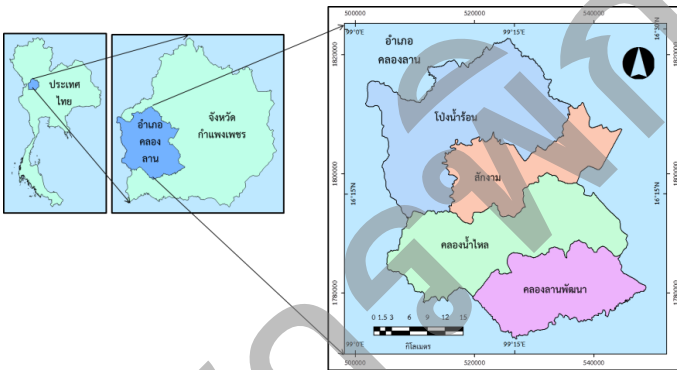 ประเทศ
ไทย
จังหวัด
กำแพงเพชร
อำเภอ
คลอง
ลาน
500000 520000 540000
99°0'E 99°15'E 16°30'N
1820000 1820000
อำเภอ
คลองลาน
โป่งน้ำร้อน
1800000 1800000
สักงาม
16°15'N 16°15'N
คลองน้ำไหล
คลองลานพัฒนา
1780000 1780000
0 1.5 3 6 9 12 15
กิโลเมตร
99°0'E 99°15'E
500000 520000 540000